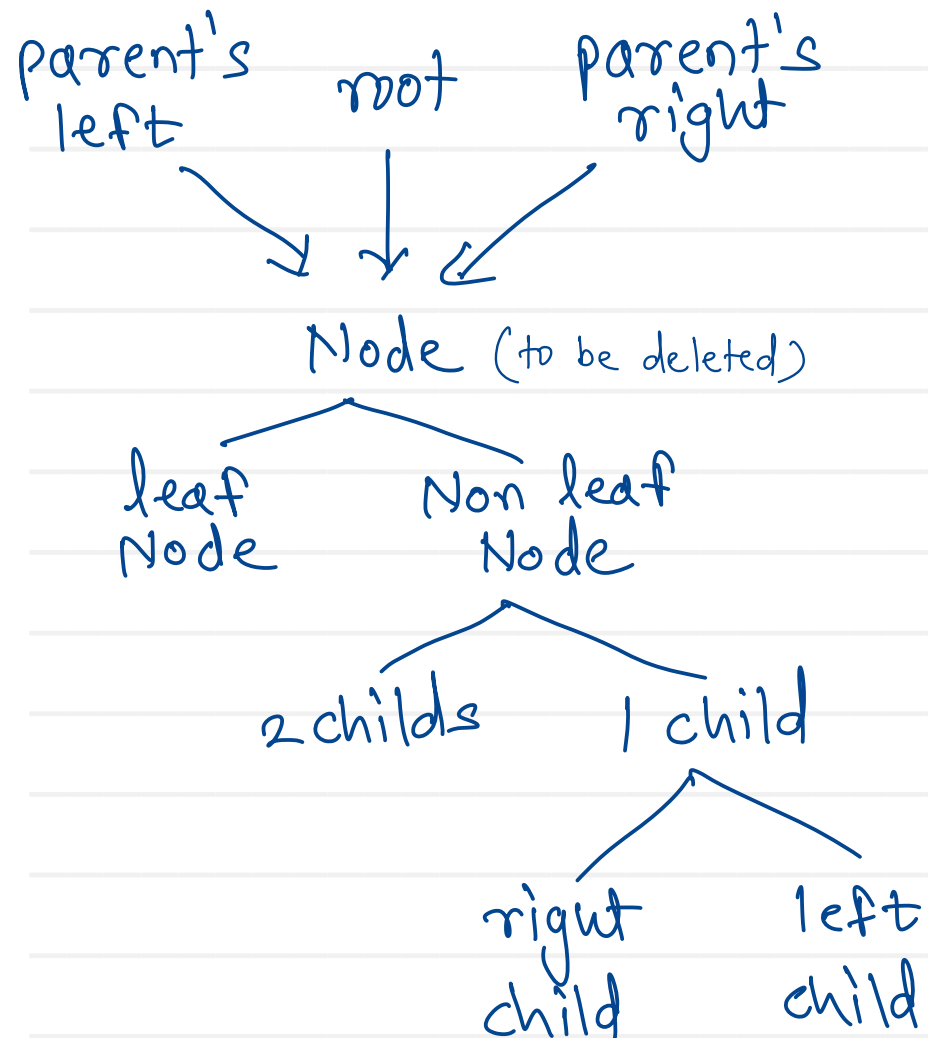 parent's left
root
parent's right
Node (to be deleted)
leaf Node
Non leaf Node
2 childs
1 child
right child
left child